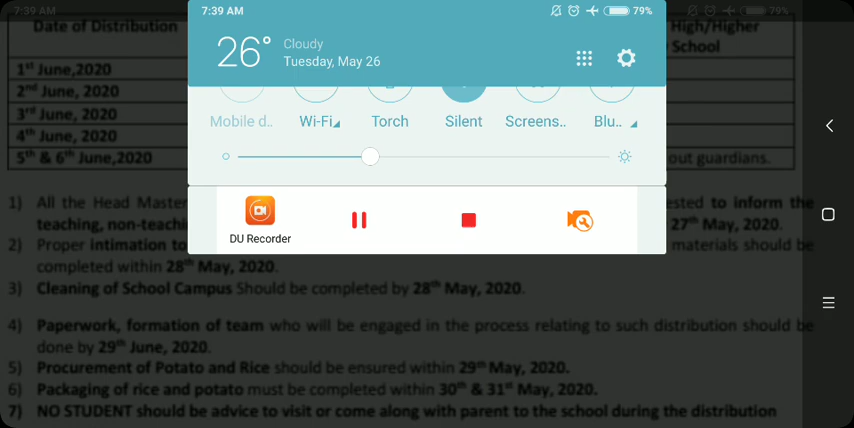 7:39 AM 7:39 AM 79% 79%
26° Cloudy
Tuesday, May 26
Date of Distribution High/Higher
School
1st June,2020
2nd June, 2020
3rd June, 2020
4th June, 2020
5th & 6th June,2020 out guardians.
Mobile d.. Wi-Fi Torch Silent Screens.. Blu..
DU Recorder
1) All the Head Master ested to inform the
teaching, non-teachi 27th May, 2020.
2) Proper intimation to materials should be
completed within 28th May, 2020.
3) Cleaning of School Campus Should be completed by 28th May, 2020.
4) Paperwork, formation of team who will be engaged in the process relating to such distribution should be
done by 29th June, 2020.
5) Procurement of Potato and Rice should be ensured within 29th May, 2020.
6) Packaging of rice and potato must be completed within 30th & 31st May, 2020.
7) NO STUDENT should be advice to visit or come along with parent to the school during the distribution